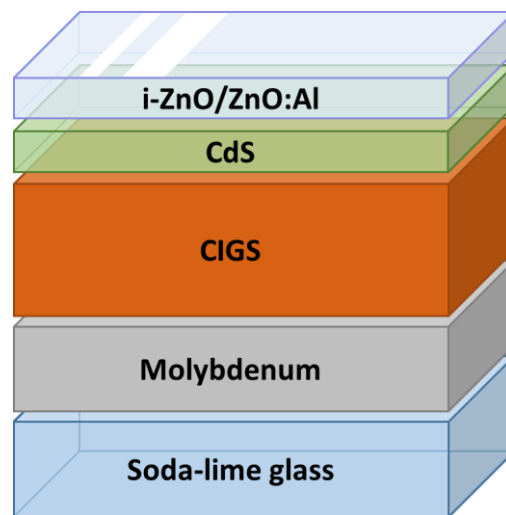 i-ZnO/ZnO:Al
CdS
CIGS
Molybdenum
Soda-lime glass